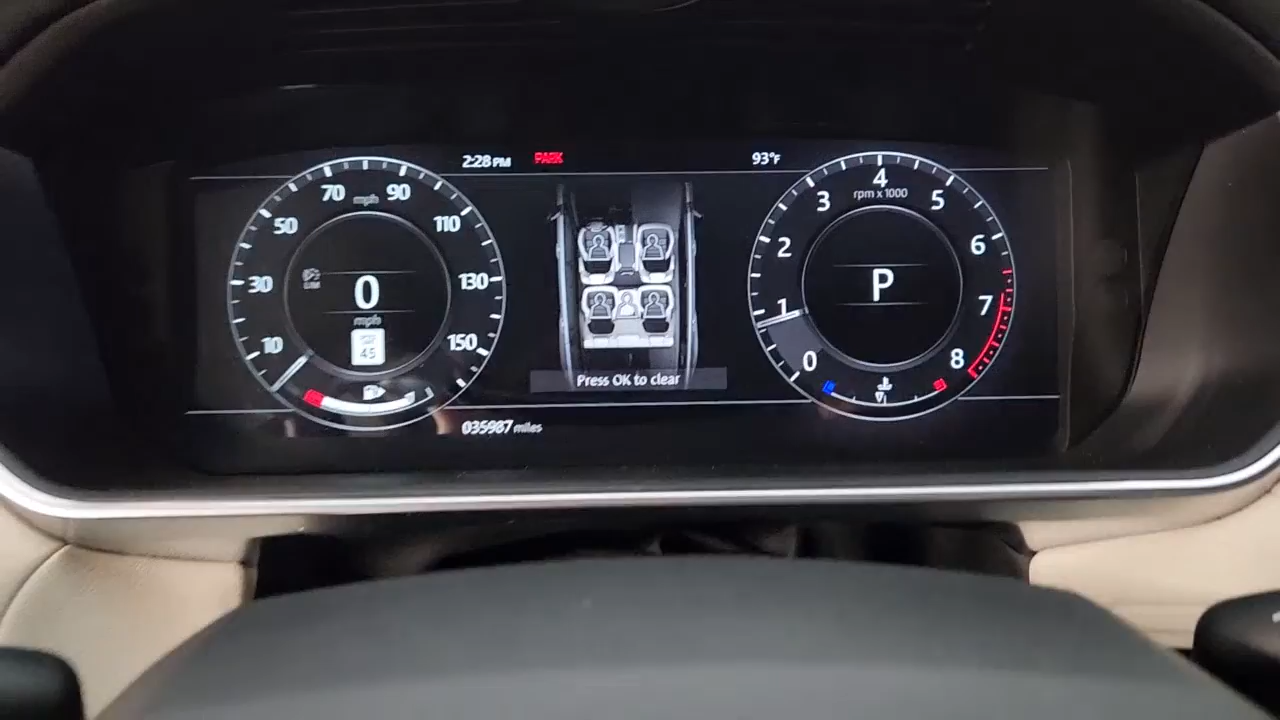 2:28 PM PARK 93°F
70 mph 90
50 110
30 130
10 150
0
mph
45
Press OK to clear
035987 miles
4
rpm x 1000
3 5
2 6
1 7
0 8
P